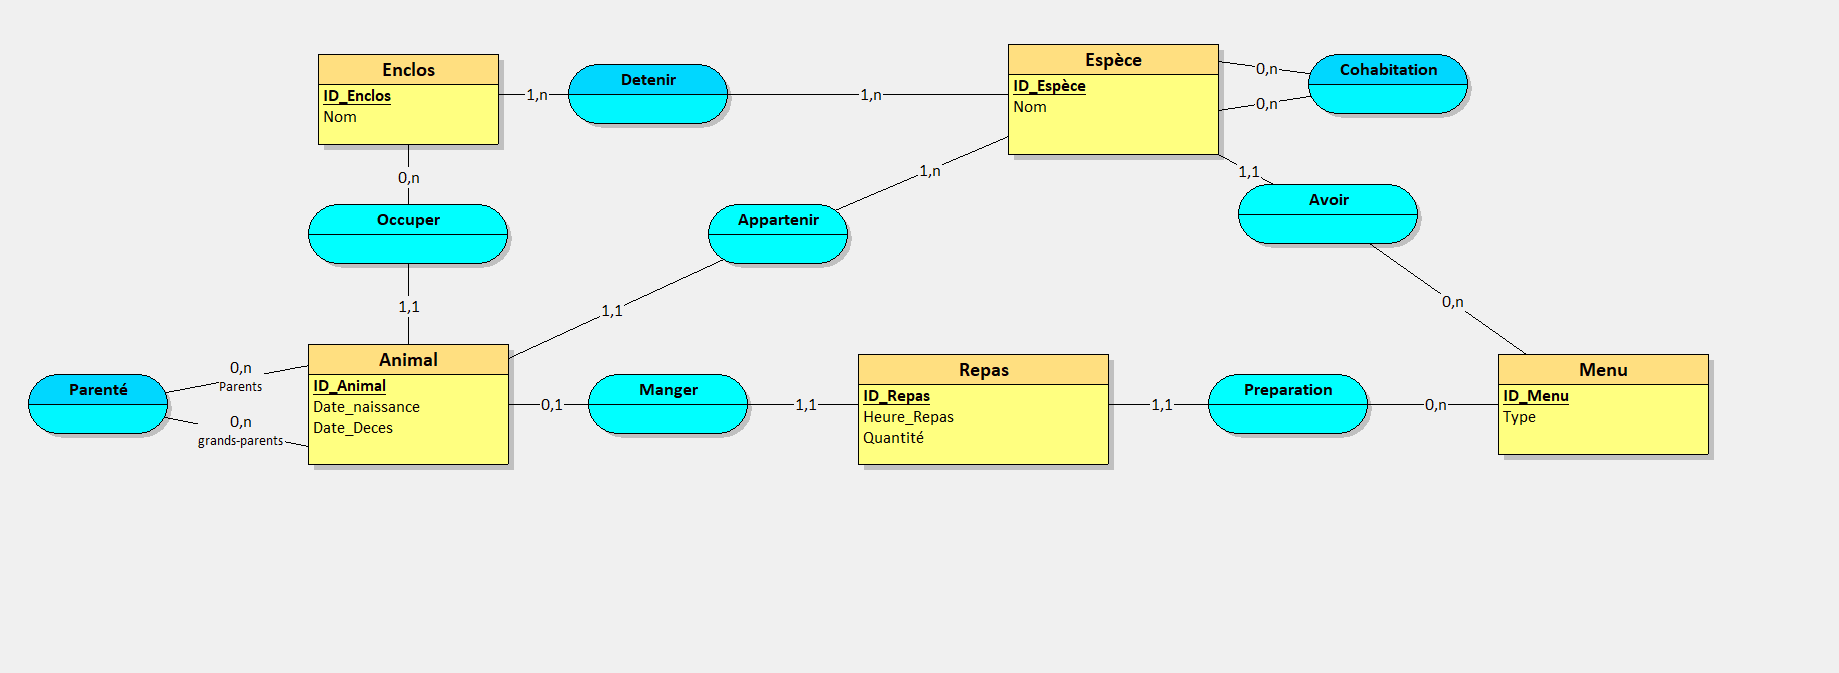 Enclos
ID_Enclos
Nom
1,n
Detenir
1,n
Espèce
ID_Espèce
Nom
0,n
0,n
Cohabitation
0,n
Occuper
1,1
1,n
Appartenir
1,1
1,1
Avoir
0,n
Parenté
0,n
Parents
0,n
grands-parents
Animal
ID_Animal
Date_naissance
Date_Deces
0,1
Manger
1,1
Repas
ID_Repas
Heure_Repas
Quantité
1,1
Preparation
0,n
Menu
ID_Menu
Type